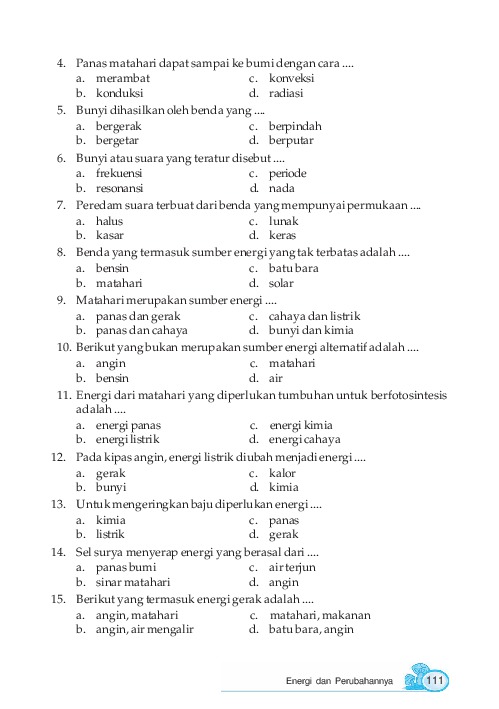 4. Panas matahari dapat sampai ke bumi dengan cara ....
a. merambat c. konveksi
b. konduksi d. radiasi
5. Bunyi dihasilkan oleh benda yang ....
a. bergerak c. berpindah
b. bergetar d. berputar
6. Bunyi atau suara yang teratur disebut ....
a. frekuensi c. periode
b. resonansi d. nada
7. Peredam suara terbuat dari benda yang mempunyai permukaan ....
a. halus c. lunak
b. kasar d. keras
8. Benda yang termasuk sumber energi yang tak terbatas adalah ....
a. bensin c. batu bara
b. matahari d. solar
9. Matahari merupakan sumber energi ....
a. panas dan gerak c. cahaya dan listrik
b. panas dan cahaya d. bunyi dan kimia
10. Berikut yang bukan merupakan sumber energi alternatif adalah ....
a. angin c. matahari
b. bensin d. air
11. Energi dari matahari yang diperlukan tumbuhan untuk berfotosintesis
adalah ....
a. energi panas c. energi kimia
b. energi listrik d. energi cahaya
12. Pada kipas angin, energi listrik diubah menjadi energi ....
a. gerak c. kalor
b. bunyi d. kimia
13. Untuk mengeringkan baju diperlukan energi ....
a. kimia c. panas
b. listrik d. gerak
14. Sel surya menyerap energi yang berasal dari ....
a. panas bumi c. air terjun
b. sinar matahari d. angin
15. Berikut yang termasuk energi gerak adalah ....
a. angin, matahari c. matahari, makanan
b. angin, air mengalir d. batu bara, angin
Energi dan Perubahannya 111